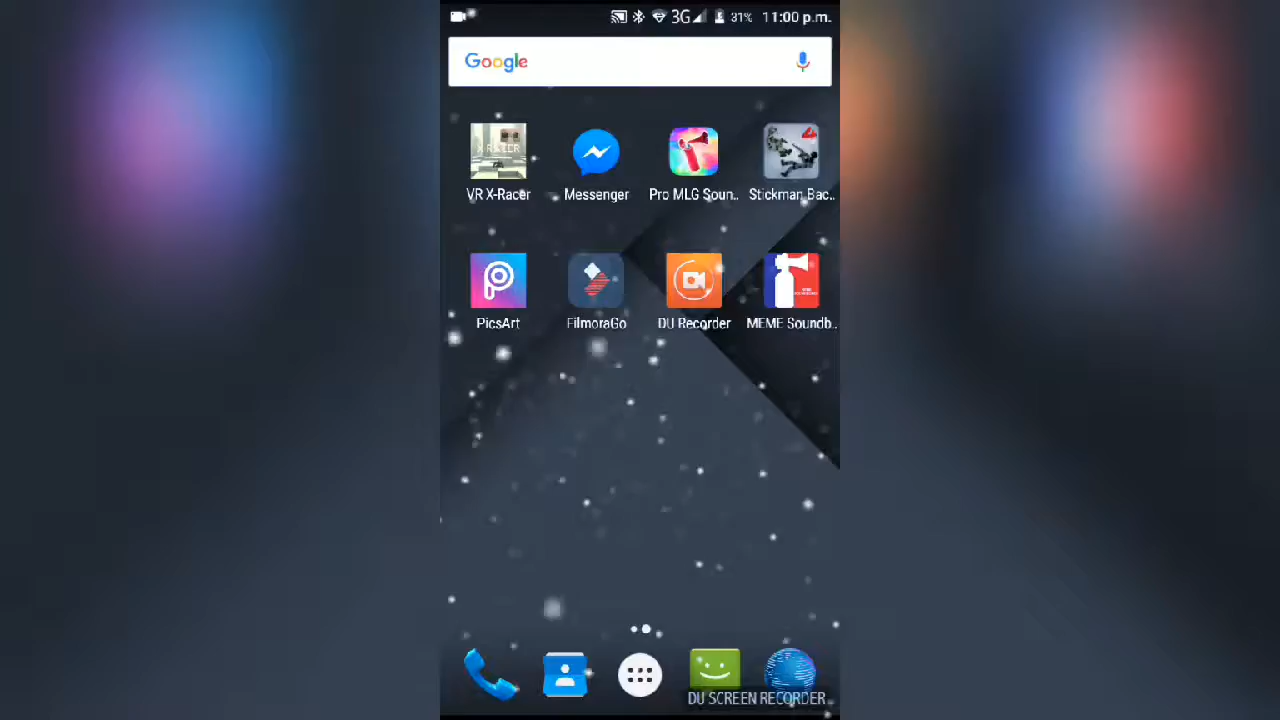 3G 31% 11:00 p.m.
Google
X RACER
VR X-Racer Messenger Pro MLG Soun.. Stickman Bac..
PicsArt FilmoraGo DU Recorder MEME Soundb..
DU SCREEN RECORDER